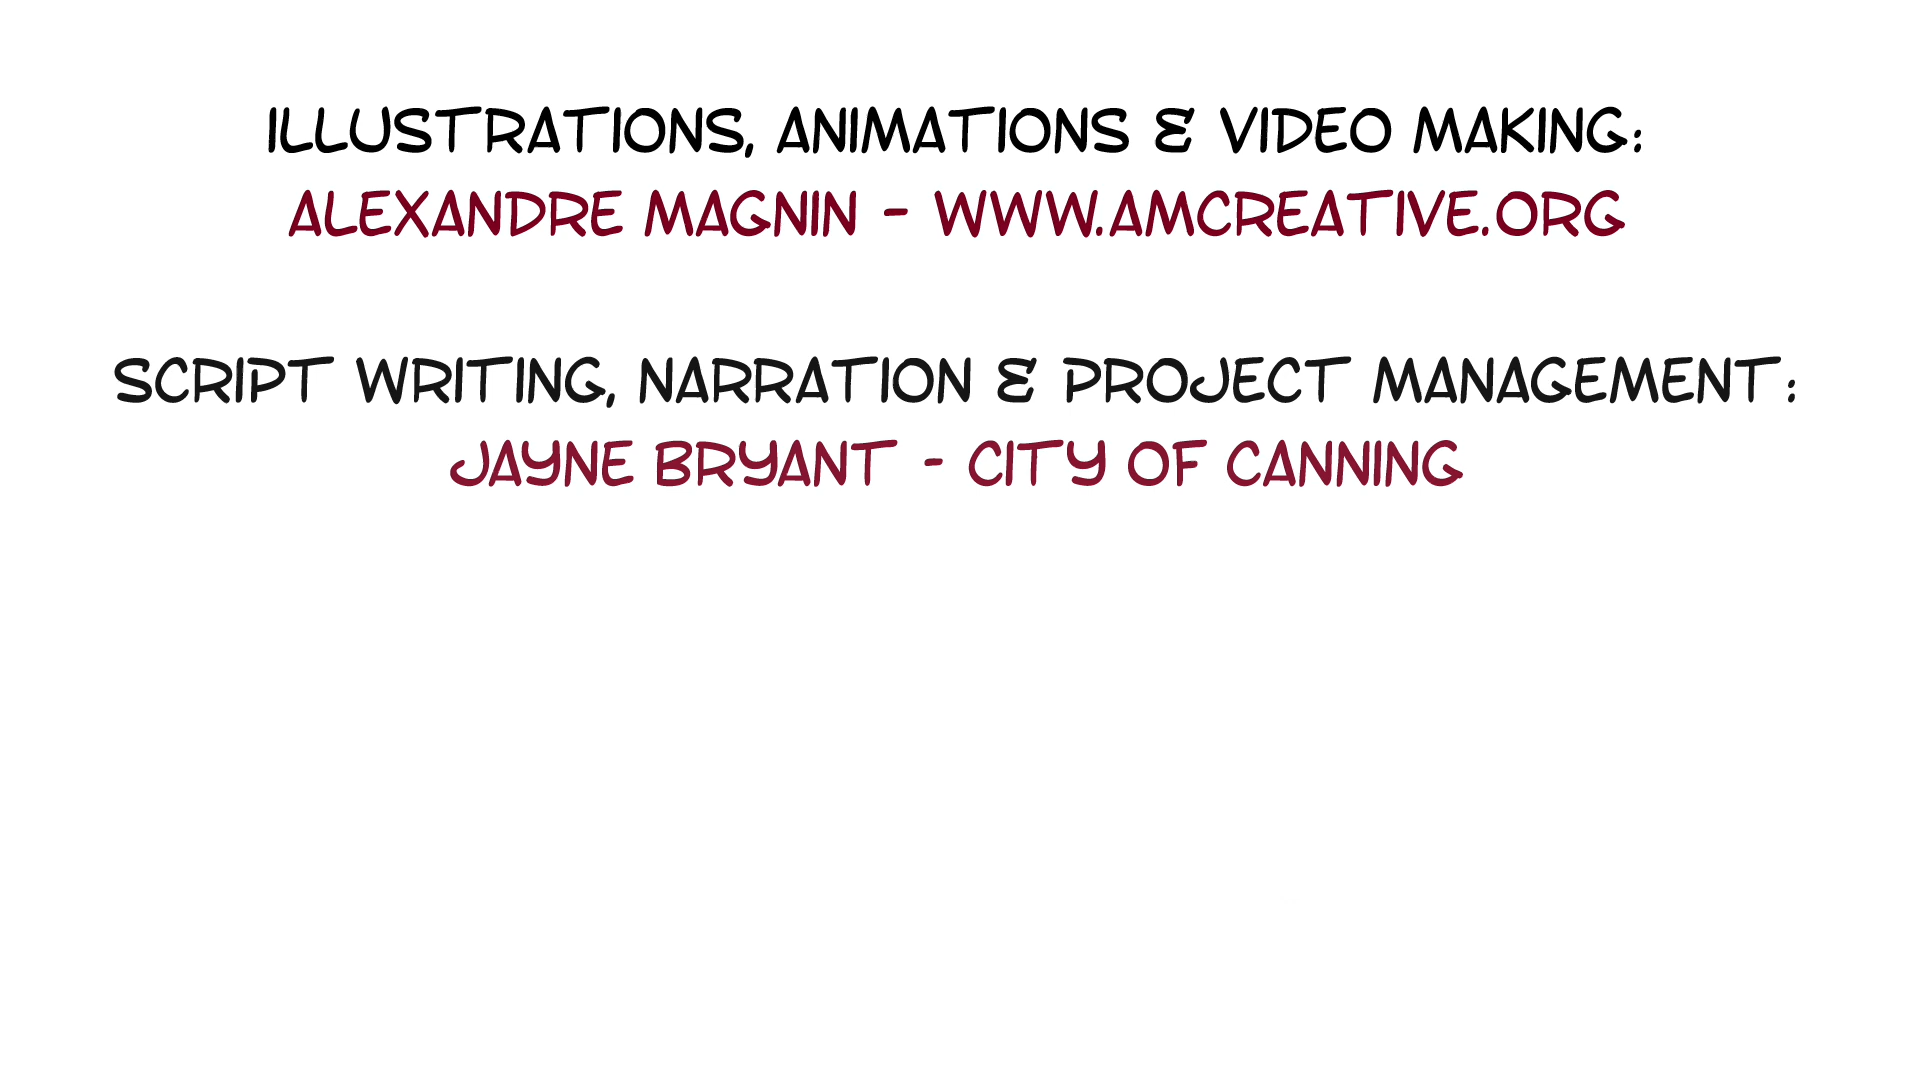 ILLUSTRATIONS, ANIMATIONS & VIDEO MAKING:
ALEXANDRE MAGNIN - WWW.AMCREATIVE.ORG
SCRIPT WRITING, NARRATION & PROJECT MANAGEMENT:
JAYNE BRYANT - CITY OF CANNING